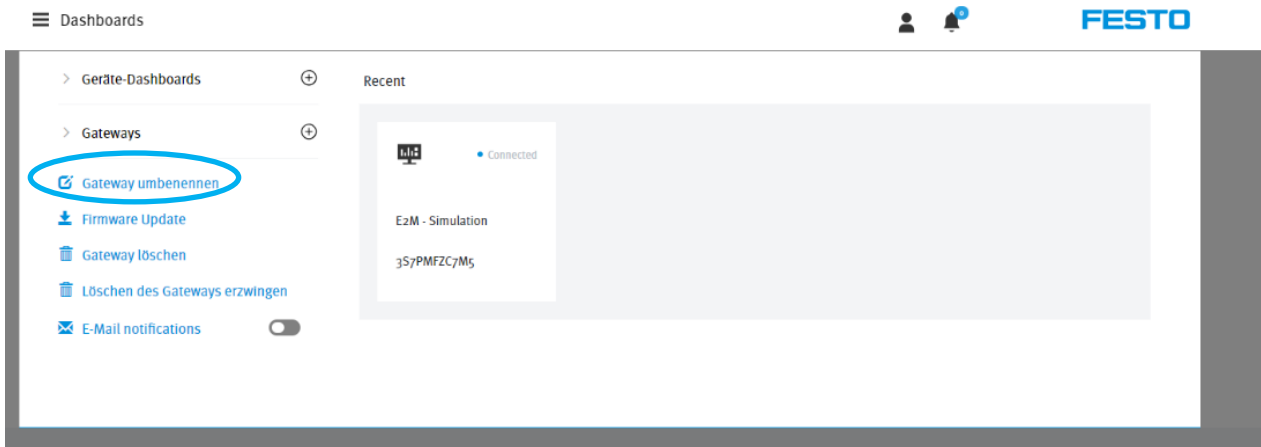 Dashboards
0
FESTO
Geräte-Dashboards
Gateways
Gateway umbenennen
Firmware Update
Gateway löschen
Löschen des Gateways erzwingen
E-Mail notifications
Recent
Connected
E2M - Simulation
3S7PMFZC7M5